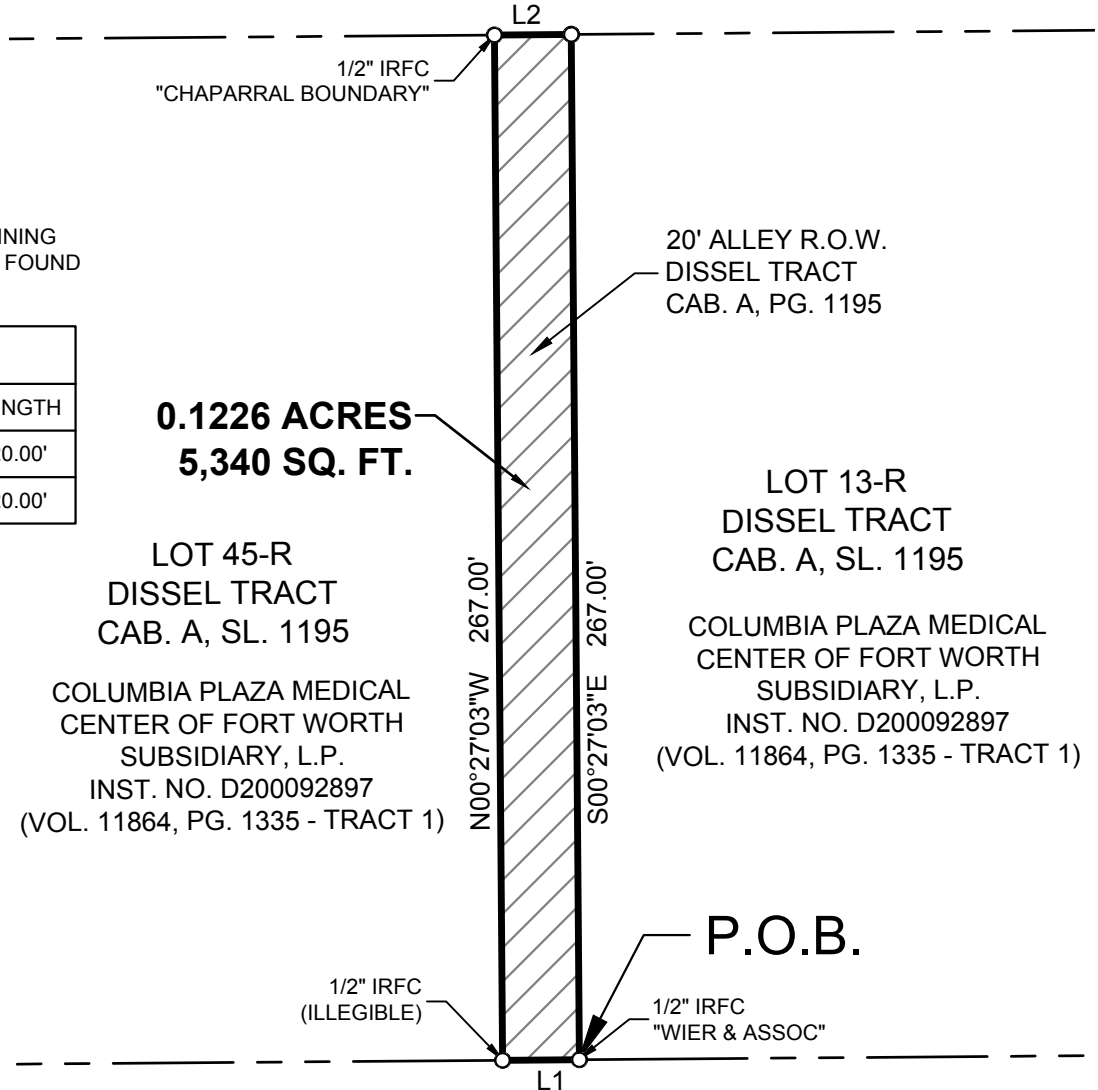 L2
1/2" IRFC
"CHAPARRAL BOUNDARY"
FOUND
20' ALLEY R.O.W.
DISSEL TRACT
CAB. A, PG. 1195
0.1226 ACRES
5,340 SQ. FT.
LOT 45-R
DISSEL TRACT
CAB. A, SL. 1195
COLUMBIA PLAZA MEDICAL
CENTER OF FORT WORTH
SUBSIDIARY, L.P.
INST. NO. D200092897
(VOL. 11864, PG. 1335 - TRACT 1)
N00°27'03"W 267.00'
S00°27'03"E 267.00'
LOT 13-R
DISSEL TRACT
CAB. A, SL. 1195
COLUMBIA PLAZA MEDICAL
CENTER OF FORT WORTH
SUBSIDIARY, L.P.
INST. NO. D200092897
(VOL. 11864, PG. 1335 - TRACT 1)
P.O.B.
1/2" IRFC
(ILLEGIBLE)
1/2" IRFC
"WIER & ASSOC"
L1